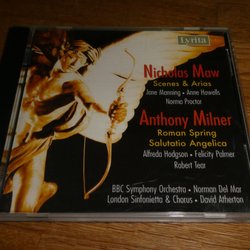 Lyrita
Nicholas Maw
Scenes & Arias
Jane Manning • Anne Howells
Norma Proctor
Anthony Milner
Roman Spring
Salutatio Angelica
Alfreda Hodgson • Felicity Palmer
Robert Tear
BBC Symphony Orchestra • Norman Del Mar
London Sinfonietta & Chorus • David Atherton